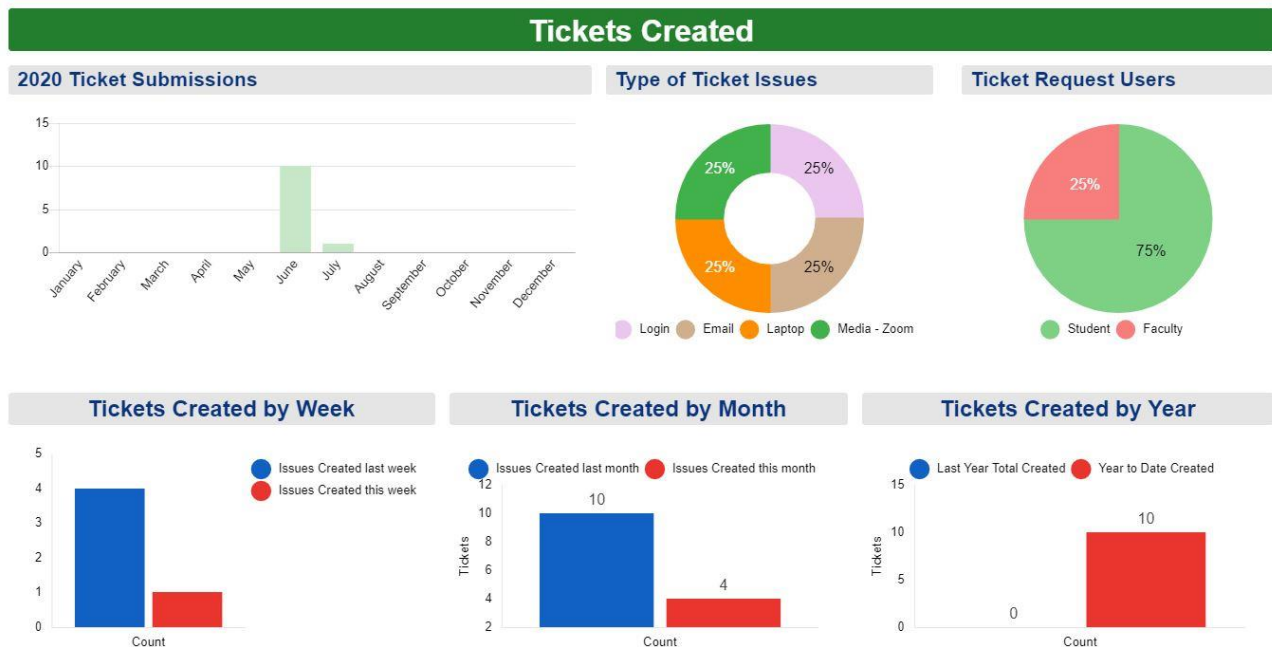 Tickets Created
2020 Ticket Submissions
15
10
5
0
January
February
March
April
May
June
July
August
September
October
November
December
Type of Ticket Issues
25%
25%
25%
25%
Login
Email
Laptop
Media - Zoom
Ticket Request Users
25%
75%
Student
Faculty
Tickets Created by Week
5
4
3
2
1
0
Issues Created last week
Issues Created this week
Count
Tickets Created by Month
Issues Created last month
Issues Created this month
12
10
8
6
4
2
Tickets
10
4
Count
Tickets Created by Year
Last Year Total Created
Year to Date Created
15
10
5
0
Tickets
0
10
Count